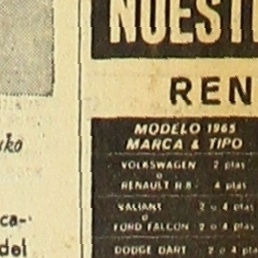 NUEST
REN
MODELO 1965
MARCA & TIPO
VOLKSWAGEN 2 ptas
o
RENAULT R 8 4 ptas
VALIANT 2 o 4 ptas
o
FORD FALCON 2 o 4 ptas
DODGE DART 2 o 4 ptas
ca-
del